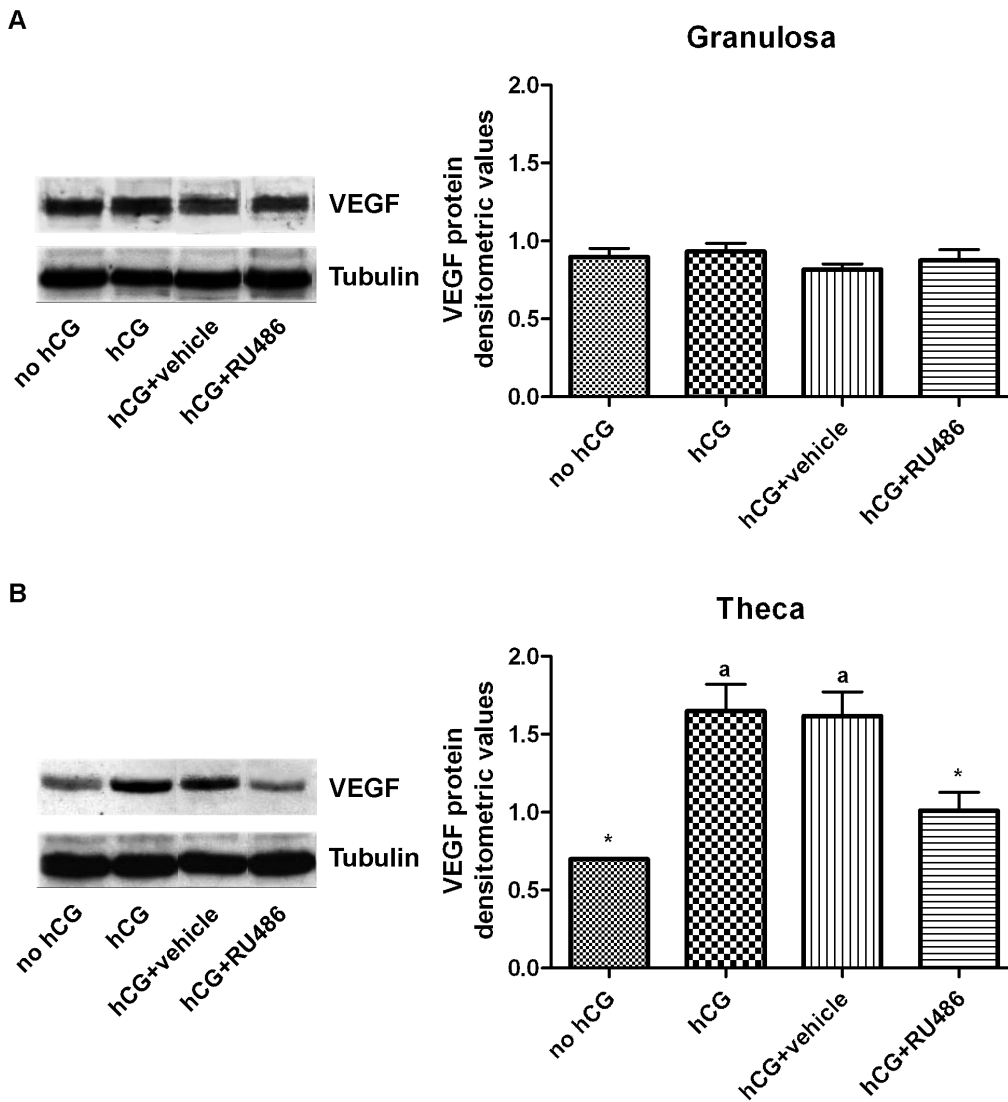 A
Granulosa
VEGF
Tubulin
no hCG
hCG
hCG+vehicle
hCG+RU486
VEGF protein
densitometric values
2.0
1.5
1.0
0.5
0.0
no hCG
hCG
hCG+vehicle
hCG+RU486
B
Theca
VEGF
Tubulin
no hCG
hCG
hCG+vehicle
hCG+RU486
VEGF protein
densitometric values
2.0
1.5
1.0
0.5
0.0
*
a
a
*
no hCG
hCG
hCG+vehicle
hCG+RU486